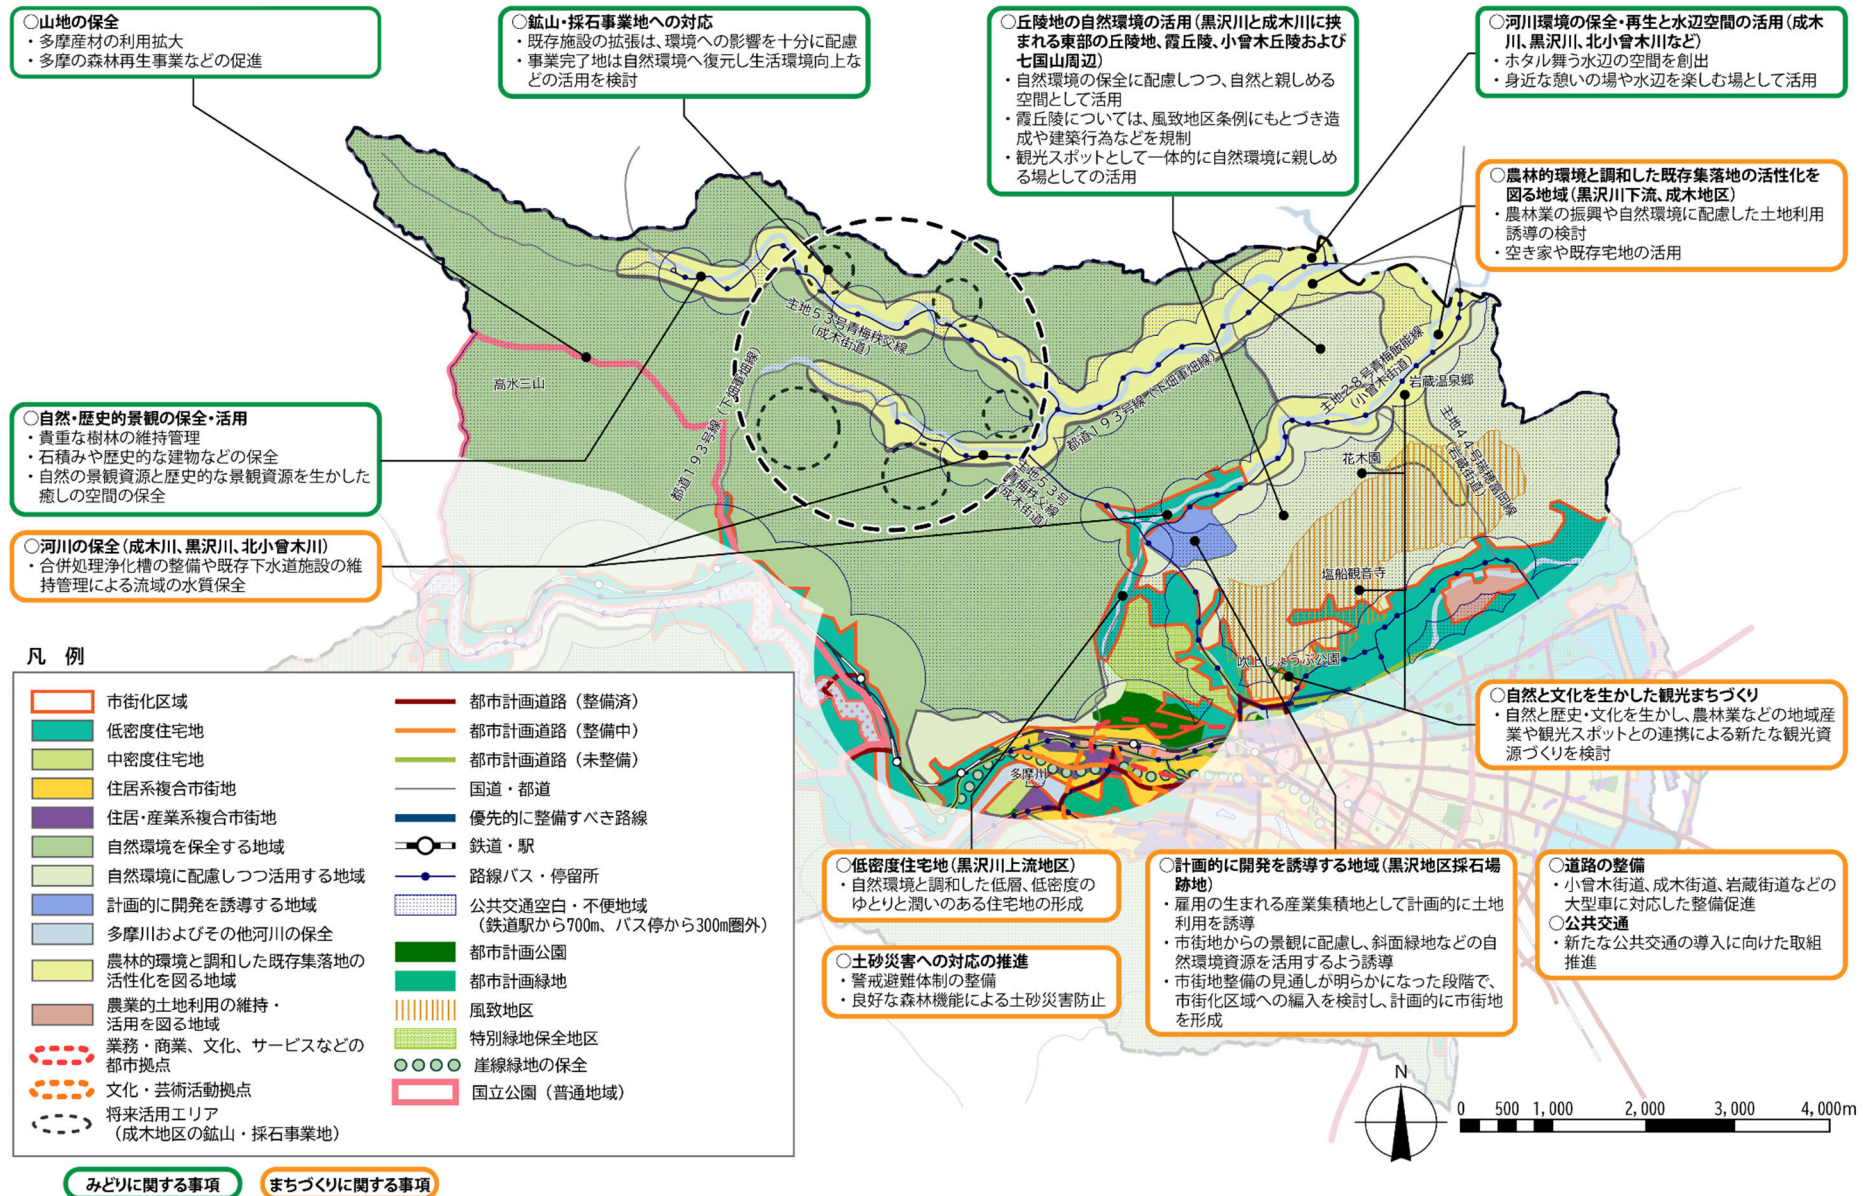 ○山地の保全
・多摩産材の利用拡大
・多摩の森林再生事業などの促進
○鉱山・採石事業地への対応
・既存施設の拡張は、環境への影響を十分に配慮
・事業完了地は自然環境へ復元し生活環境向上な
どの活用を検討
○丘陵地の自然環境の活用(黒沢川と成木川に挟
まれる東部の丘陵地、霞丘陵、小曾木丘陵および
七国山周辺)
・自然環境の保全に配慮しつつ、自然と親しめる
空間として活用
・霞丘陵については、風致地区条例にもとづき造
成や建築行為などを規制
・観光スポットとして一体的に自然環境に親しめ
る場としての活用
○河川環境の保全・再生と水辺空間の活用(成木
川、黒沢川、北小曾木川など)
・ホタル舞う水辺の空間を創出
・身近な憩いの場や水辺を楽しむ場として活用
○農林的環境と調和した既存集落地の活性化を
図る地域(黒沢川下流、成木地区)
・農林業の振興や自然環境に配慮した土地利用
誘導の検討
・空き家や既存宅地の活用
主地53号青梅秩父線
(成木街道)
都道193号線(下畑軍畑線)
高水三山
都道193号線(下畑軍畑線)
主地28号青梅飯能線
(小曾木街道)
岩蔵温泉郷
主地44号瑞穂富岡線
(岩蔵街道)
花木園
主地53号
青梅秩父線
(成木街道)
塩船観音寺
吹上しょうぶ公園
多摩川
○自然・歴史的景観の保全・活用
・貴重な樹林の維持管理
・石積みや歴史的な建物などの保全
・自然の景観資源と歴史的な景観資源を生かした
癒しの空間の保全
○河川の保全(成木川、黒沢川、北小曾木川)
・合併処理浄化槽の整備や既存下水道施設の維
持管理による流域の水質保全
○自然と文化を生かした観光まちづくり
・自然と歴史・文化を生かし、農林業などの地域産
業や観光スポットとの連携による新たな観光資
源づくりを検討
○低密度住宅地(黒沢川上流地区)
・自然環境と調和した低層、低密度の
ゆとりと潤いのある住宅地の形成
○土砂災害への対応の推進
・警戒避難体制の整備
・良好な森林機能による土砂災害防止
○計画的に開発を誘導する地域(黒沢地区採石場
跡地)
・雇用の生まれる産業集積地として計画的に土地
利用を誘導
・市街地からの景観に配慮し、斜面緑地などの自
然環境資源を活用するよう誘導
・市街地整備の見通しが明らかになった段階で、
市街化区域への編入を検討し、計画的に市街地
を形成
○道路の整備
・小曾木街道、成木街道、岩蔵街道などの
大型車に対応した整備促進
○公共交通
・新たな公共交通の導入に向けた取組
推進
凡 例
市街化区域
低密度住宅地
中密度住宅地
住居系複合市街地
住居・産業系複合市街地
自然環境を保全する地域
自然環境に配慮しつつ活用する地域
計画的に開発を誘導する地域
多摩川およびその他河川の保全
農林的環境と調和した既存集落地の
活性化を図る地域
農業的土地利用の維持・
活用を図る地域
業務・商業、文化、サービスなどの
都市拠点
文化・芸術活動拠点
将来活用エリア
(成木地区の鉱山・採石事業地)
都市計画道路(整備済)
都市計画道路(整備中)
都市計画道路(未整備)
国道・都道
優先的に整備すべき路線
鉄道・駅
路線バス・停留所
公共交通空白・不便地域
(鉄道駅から700m、バス停から300m圏外)
都市計画公園
都市計画緑地
風致地区
特別緑地保全地区
崖線緑地の保全
国立公園(普通地域)
みどりに関する事項
まちづくりに関する事項
N
0 500 1,000 2,000 3,000 4,000m